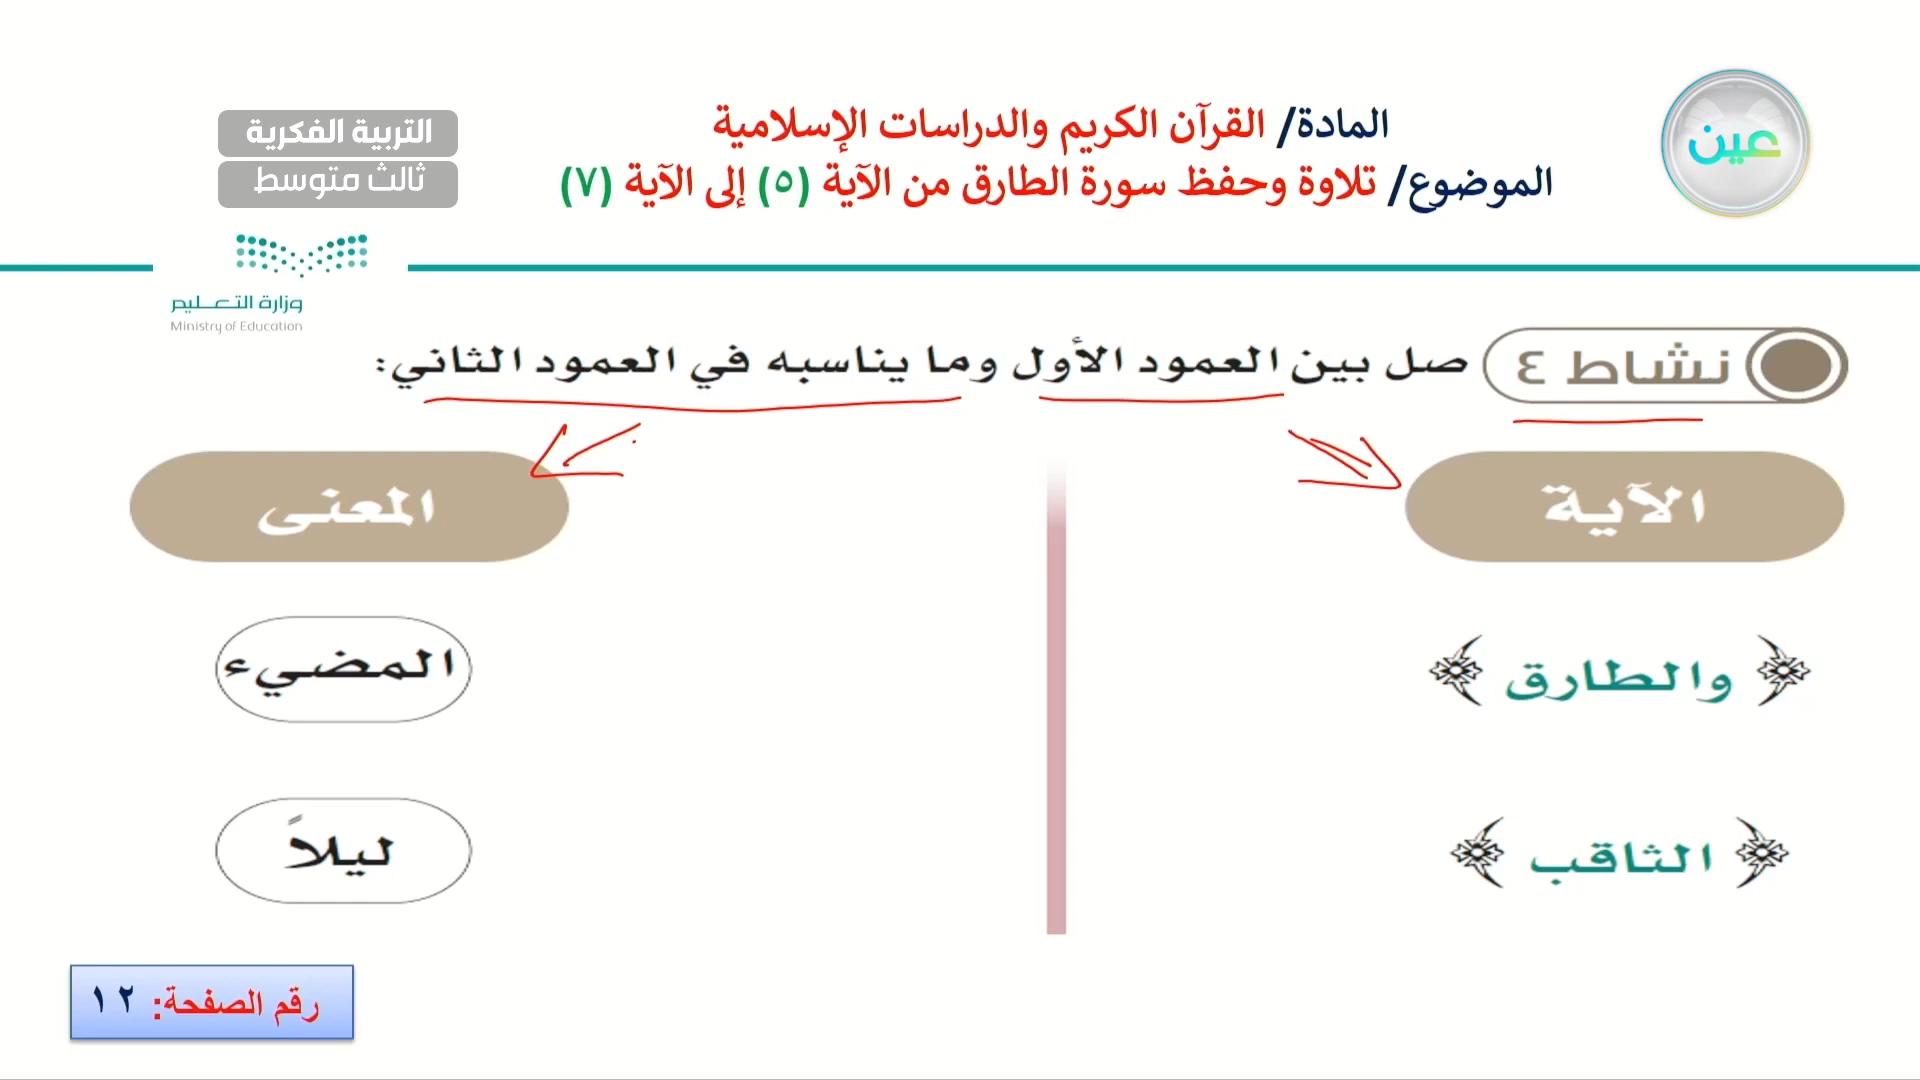 عين
المادة/ القرآن الكريم والدراسات الإسلامية
الموضوع/ تلاوة وحفظ سورة الطارق من الآية (٥) إلى الآية (٧)
التربية الفكرية
ثالث متوسط
وزارة التعليم
Ministry of Education
نشاط ٤ صل بين العمود الأول وما يناسبه في العمود الثاني:
الآية المعنى
﴿ والطارق ﴾ المضيء
﴿ الثاقب ﴾ ليلاً
رقم الصفحة: ١٢